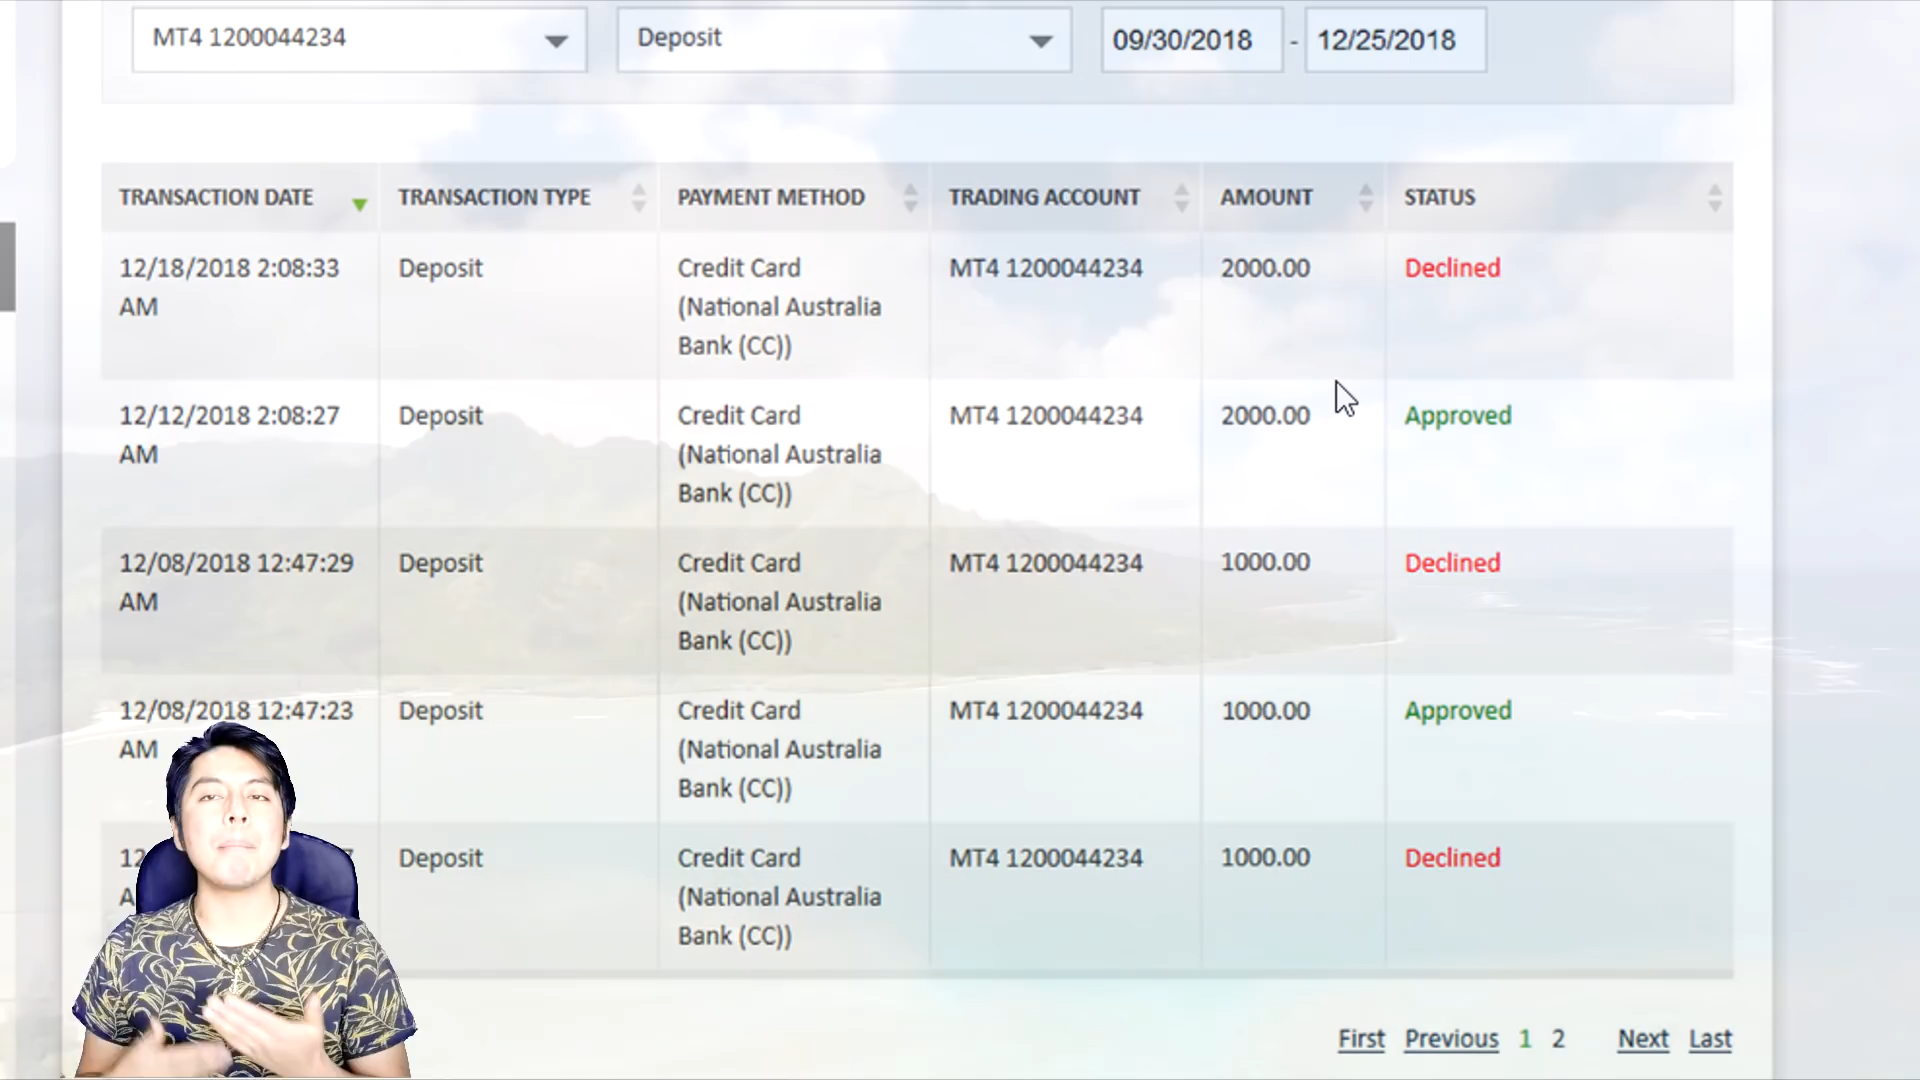 MT4 1200044234 Deposit 09/30/2018 - 12/25/2018
TRANSACTION DATE TRANSACTION TYPE PAYMENT METHOD TRADING ACCOUNT AMOUNT STATUS
12/18/2018 2:08:33 Deposit Credit Card MT4 1200044234 2000.00 Declined
AM (National Australia
Bank (CC))
12/12/2018 2:08:27 Deposit Credit Card MT4 1200044234 2000.00 Approved
AM (National Australia
Bank (CC))
12/08/2018 12:47:29 Deposit Credit Card MT4 1200044234 1000.00 Declined
AM (National Australia
Bank (CC))
12/08/2018 12:47:23 Deposit Credit Card MT4 1200044234 1000.00 Approved
AM (National Australia
Bank (CC))
Deposit Credit Card MT4 1200044234 1000.00 Declined
(National Australia
Bank (CC))
First Previous 1 2 Next Last